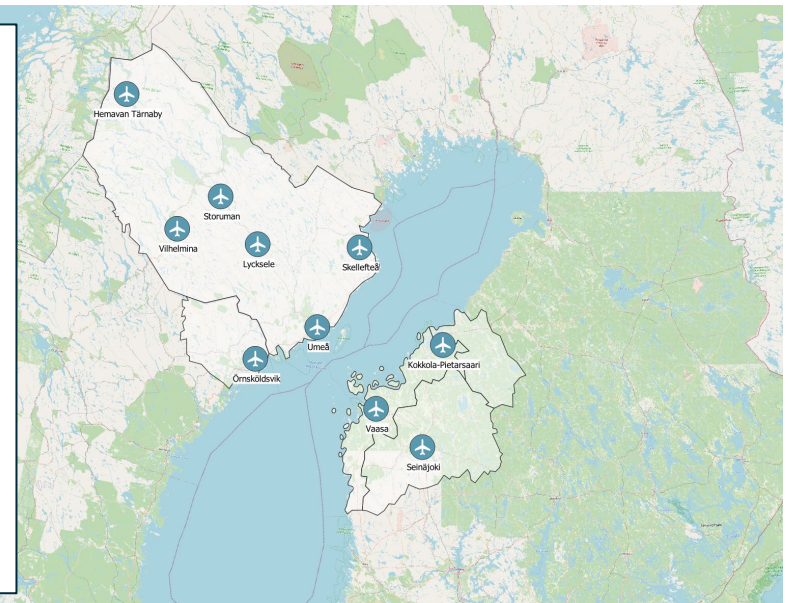 Hemavan Tärnaby
Storuman
Vilhelmina
Lycksele
Skellefteå
Umeå
Örnsköldsvik
Kokkola-Pietarsaari
Vaasa
Seinäjoki